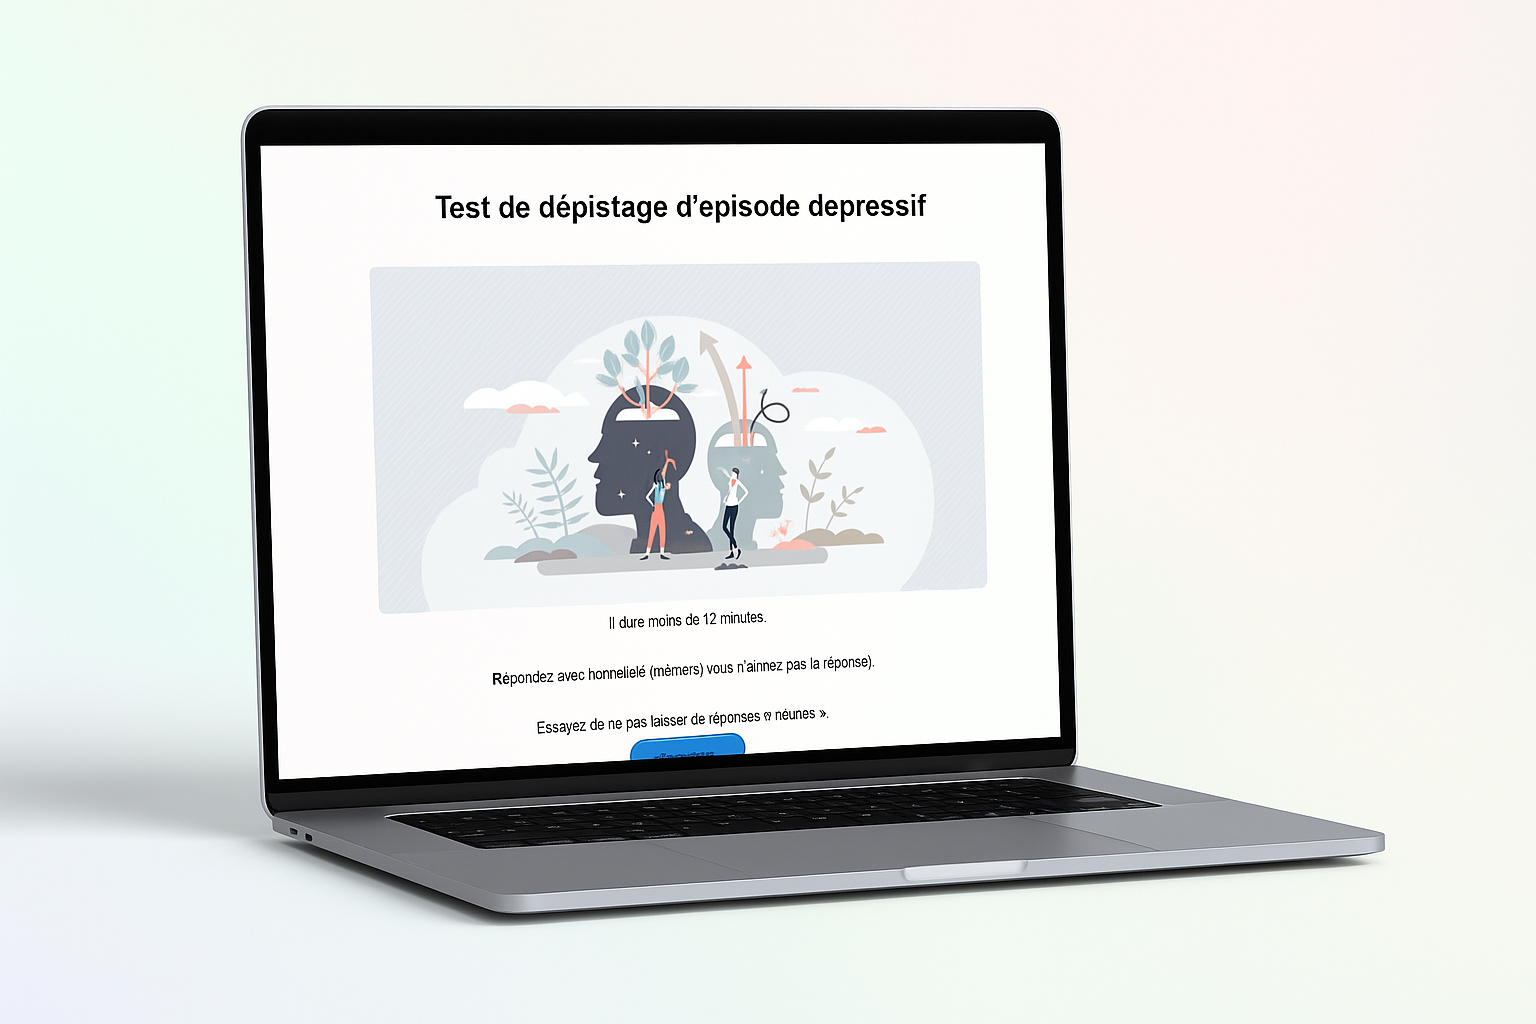 Test de dépistage d’episode depressif
Il dure moins de 12 minutes.
Répondez avec honnelielé (mèmers) vous n’ainnez pas la réponse).
Essayez de ne pas laisser de réponses néunes ».